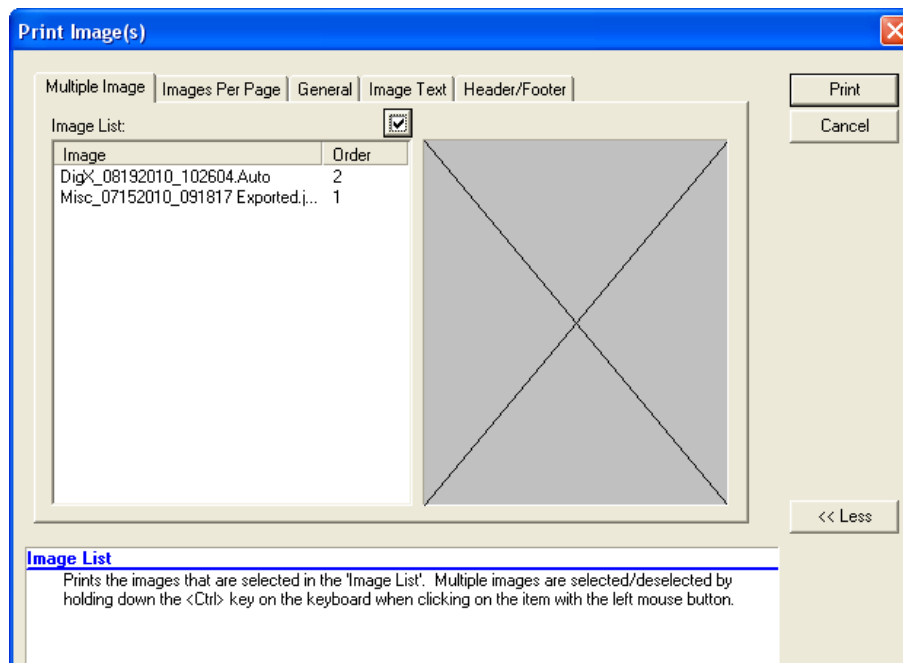 Print Image(s)
Multiple Image Images Per Page General Image Text Header/Footer
Print
Cancel
Image List:
Image Order
DigX_08192010_102604.Auto 2
Misc_07152010_091817 Exported.j... 1
<< Less
Image List
Prints the images that are selected in the 'Image List'. Multiple images are selected/deselected by
holding down the <Ctrl> key on the keyboard when clicking on the item with the left mouse button.